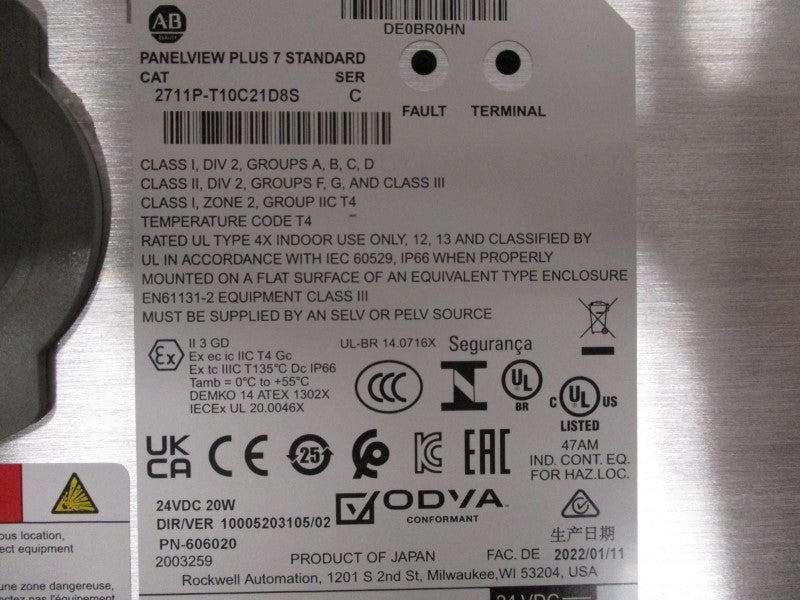 AB
QUALITY
DE0BR0HN
PANELVIEW PLUS 7 STANDARD
CAT SER
2711P-T10C21D8S C
FAULT TERMINAL
CLASS I, DIV 2, GROUPS A, B, C, D
CLASS II, DIV 2, GROUPS F, G, AND CLASS III
CLASS I, ZONE 2, GROUP IIC T4
TEMPERATURE CODE T4
RATED UL TYPE 4X INDOOR USE ONLY, 12, 13 AND CLASSIFIED BY
UL IN ACCORDANCE WITH IEC 60529, IP66 WHEN PROPERLY
MOUNTED ON A FLAT SURFACE OF AN EQUIVALENT TYPE ENCLOSURE
EN61131-2 EQUIPMENT CLASS III
MUST BE SUPPLIED BY AN SELV OR PELV SOURCE
Ex
II 3 GD
Ex ec ic IIC T4 Gc
Ex tc IIIC T135°C Dc IP66
Tamb = 0°C to +55°C
DEMKO 14 ATEX 1302X
IECEx UL 20.0046X
UL-BR 14.0716X
Segurança
CCC
UL
BR
C UL US
LISTED
47AM
IND. CONT. EQ.
FOR HAZ.LOC.
UK
CA
CE
25
EAC
24VDC 20W
DIR/VER 10005203105/02
ODVA
CONFORMANT
PN-606020
2003259
PRODUCT OF JAPAN
生产日期
FAC. DE 2022/01/11
Rockwell Automation, 1201 S 2nd St, Milwaukee,WI 53204, USA
24 VDC
ous location,
ect equipment
une zone dangereuse,